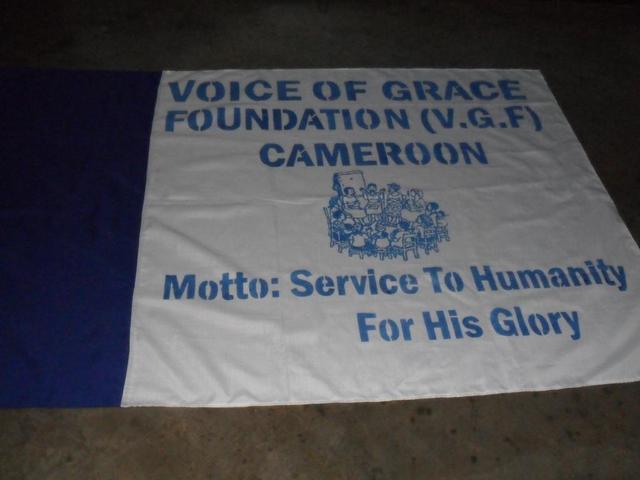 VOICE OF GRACE
FOUNDATION (V.G.F)
CAMEROON
Motto: Service To Humanity
For His Glory